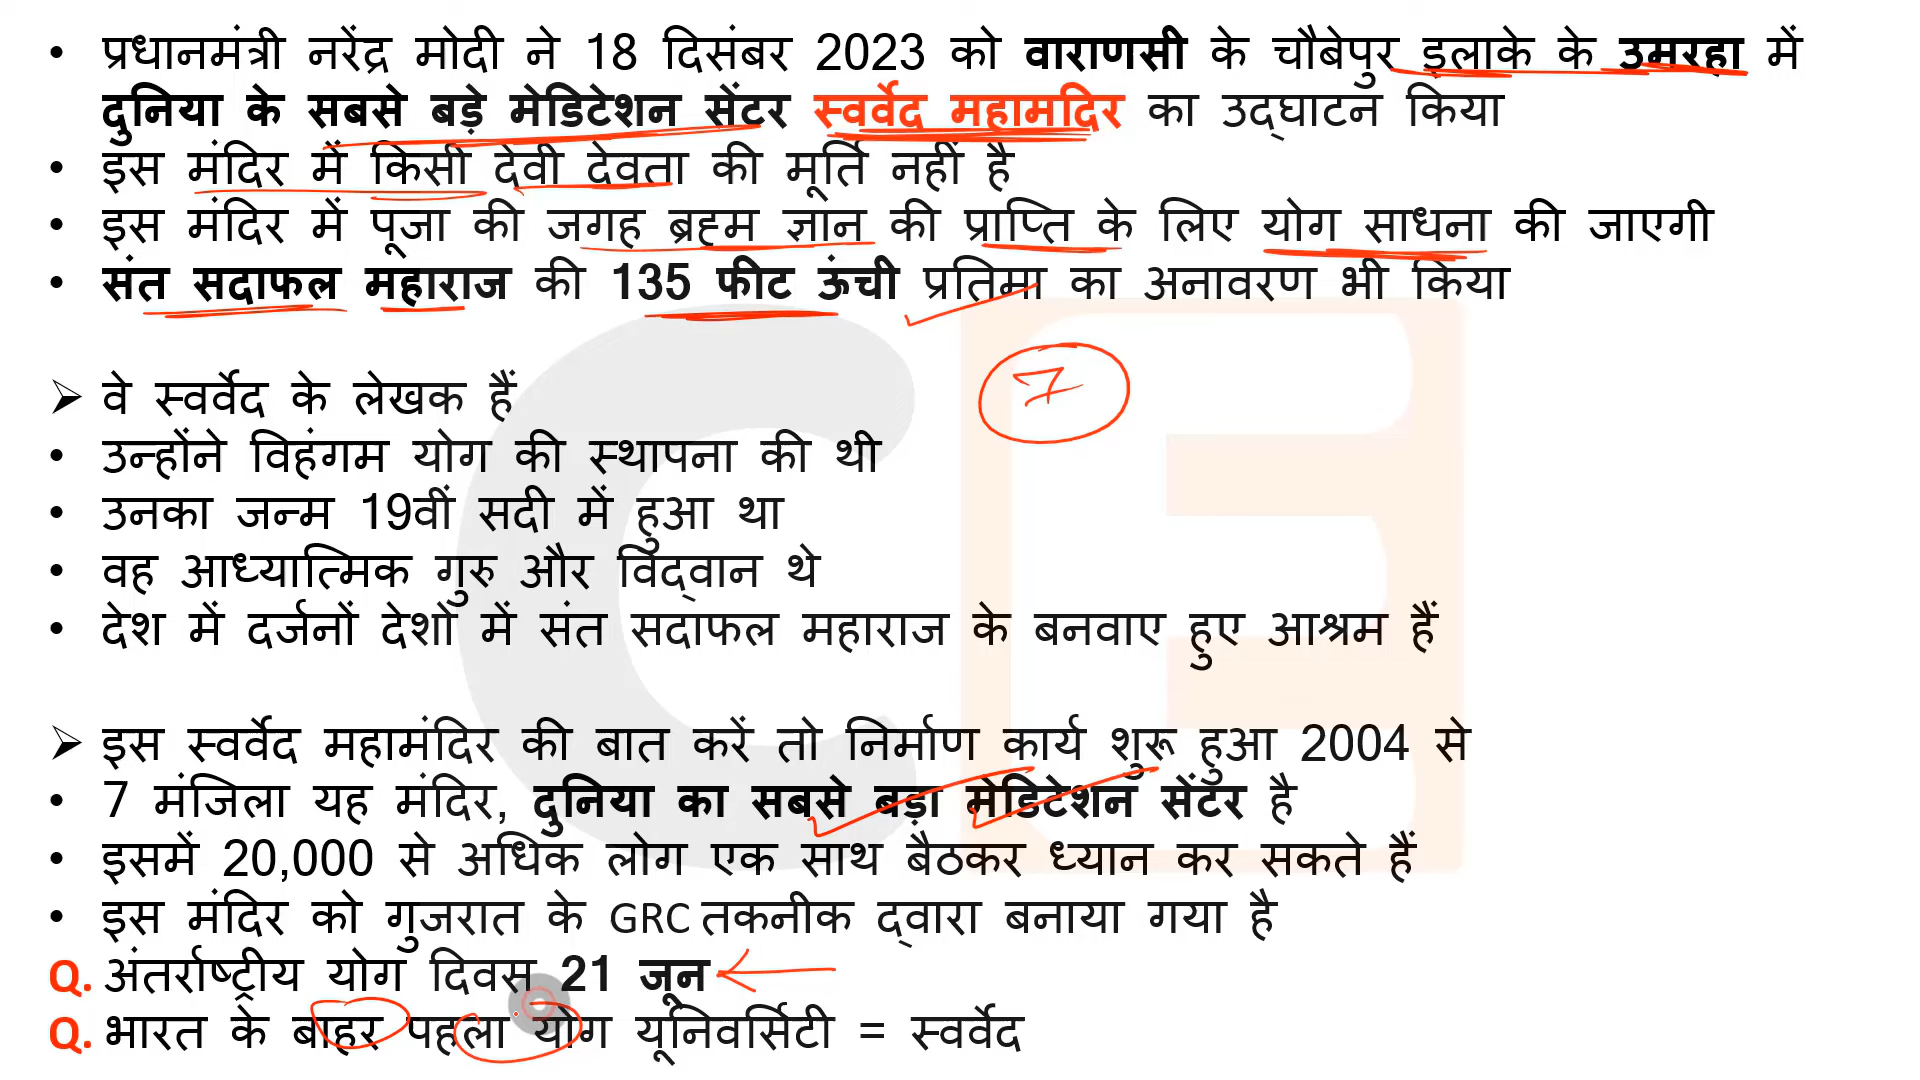 • प्रधानमंत्री नरेंद्र मोदी ने 18 दिसंबर 2023 को वाराणसी के चौबेपुर इलाके के उमरहा में
दुनिया के सबसे बड़े मेडिटेशन सेंटर स्वर्वेद महामदिर का उद्घाटन किया
• इस मंदिर में किसी देवी देवता की मूर्ति नहीं है
• इस मंदिर में पूजा की जगह ब्रह्म ज्ञान की प्राप्ति के लिए योग साधना की जाएगी
• संत सदाफल महाराज की 135 फीट ऊंची प्रतिमा का अनावरण भी किया
7
➢ वे स्वर्वेद के लेखक हैं
• उन्होंने विहंगम योग की स्थापना की थी
• उनका जन्म 19वीं सदी में हुआ था
• वह आध्यात्मिक गुरु और विद्वान थे
• देश में दर्जनों देशों में संत सदाफल महाराज के बनवाए हुए आश्रम हैं
➢ इस स्वर्वेद महामंदिर की बात करें तो निर्माण कार्य शुरू हुआ 2004 से
• 7 मंजिला यह मंदिर, दुनिया का सबसे बड़ा मेडिटेशन सेंटर है
• इसमें 20,000 से अधिक लोग एक साथ बैठकर ध्यान कर सकते हैं
• इस मंदिर को गुजरात के GRC तकनीक द्वारा बनाया गया है
Q. अंतर्राष्ट्रीय योग दिवस 21 जून
Q. भारत के बाहर पहला योग यूनिवर्सिटी = स्वर्वेद